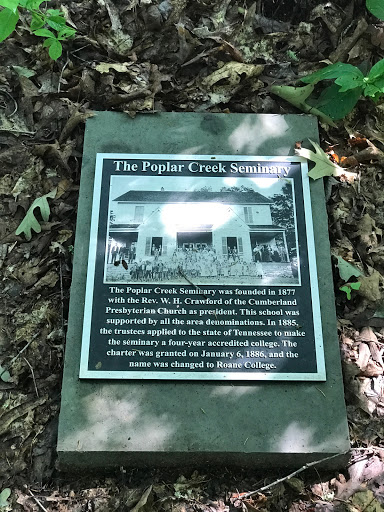 The Poplar Creek Seminary
The Poplar Creek Seminary was founded in 1877
with the Rev. W. H. Crawford of the Cumberland
Presbyterian Church as president. This school was
supported by all the area denominations. In 1885,
the trustees applied to the state of Tennessee to make
the seminary a four-year accredited college. The
charter was granted on January 6, 1886, and the
name was changed to Roane College.